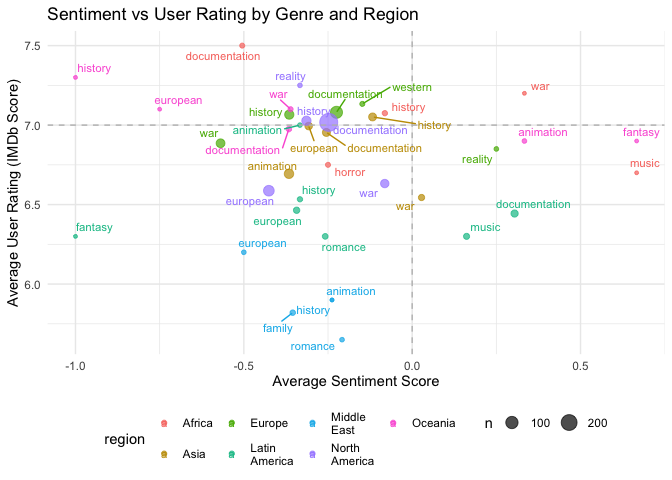 Sentiment vs User Rating by Genre and Region
Average User Rating (IMDb Score)
7.5
7.0
6.5
6.0
documentation
history
european
reality
war
documentation
western
war
history
history
history
war
animation
documentation
animation
fantasy
documentation
european
documentation
history
reality
animation
horror
music
european
history
war
war
documentation
european
romance
music
fantasy
european
animation
history
family
romance
-1.0
-0.5
0.0
0.5
Average Sentiment Score
region
Africa
Europe
Middle
East
Oceania
Asia
Latin
America
North
America
n
100
200